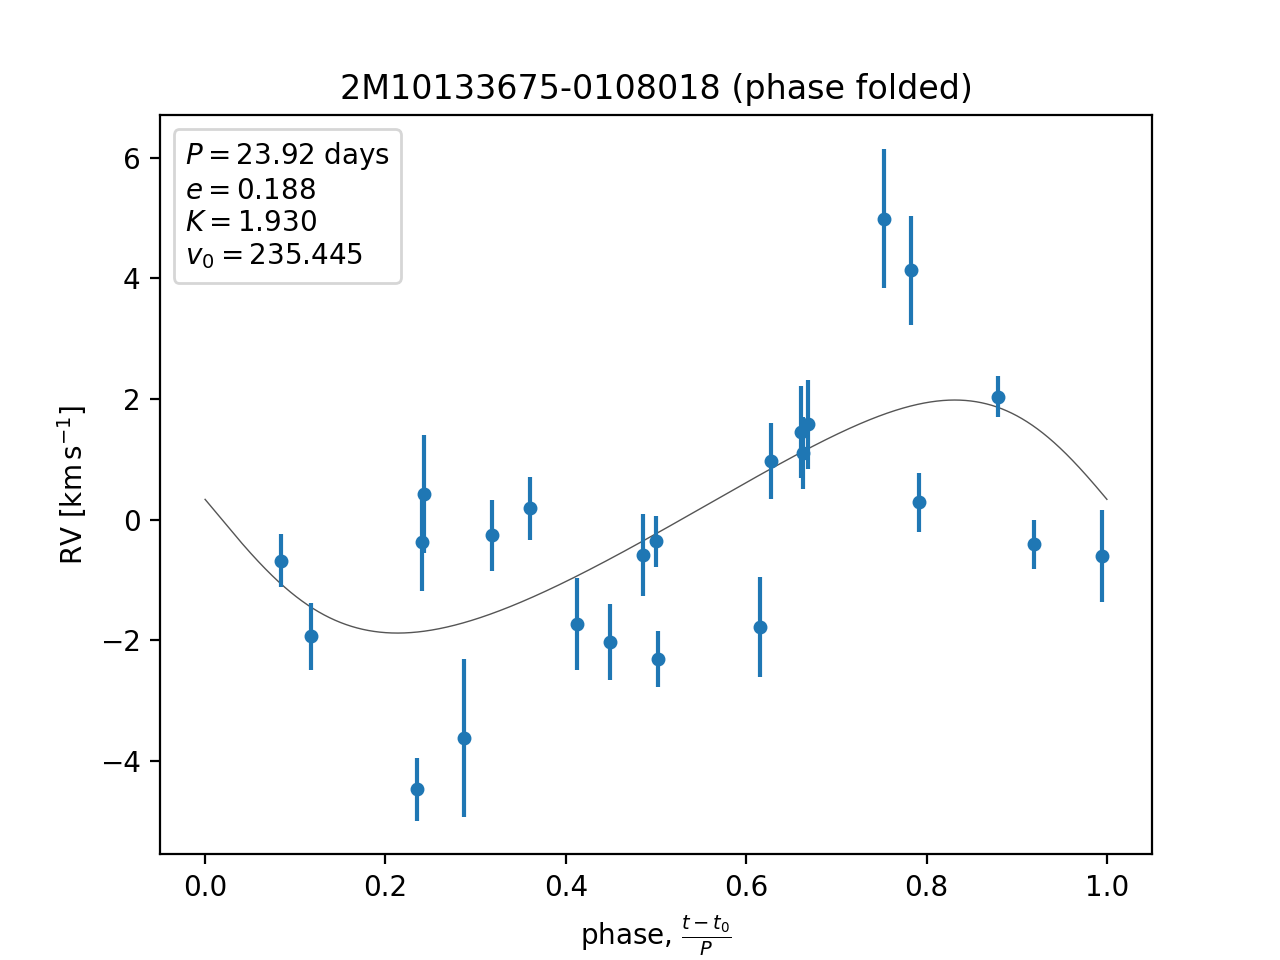 2M10133675-0108018 (phase folded)
P = 23.92 days
e = 0.188
K = 1.930
v₀ = 235.445
6
4
2
0
−2
−4
RV [km s⁻¹]
0.0 0.2 0.4 0.6 0.8 1.0
phase, (t − t₀)/P